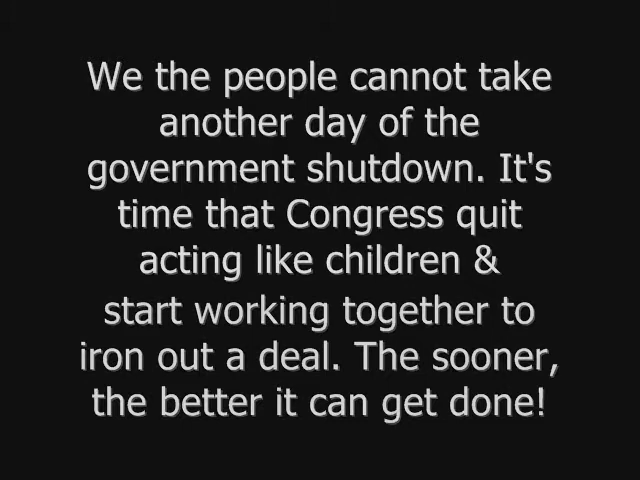 We the people cannot take
another day of the
government shutdown. It's
time that Congress quit
acting like children &
start working together to
iron out a deal. The sooner,
the better it can get done!